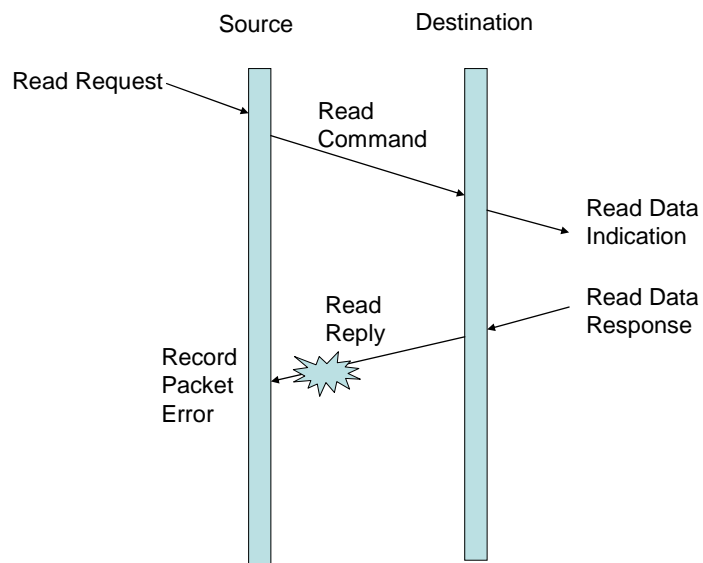 Source
Destination
Read Request
Read
Command
Read Data
Indication
Read
Reply
Read Data
Response
Record
Packet
Error